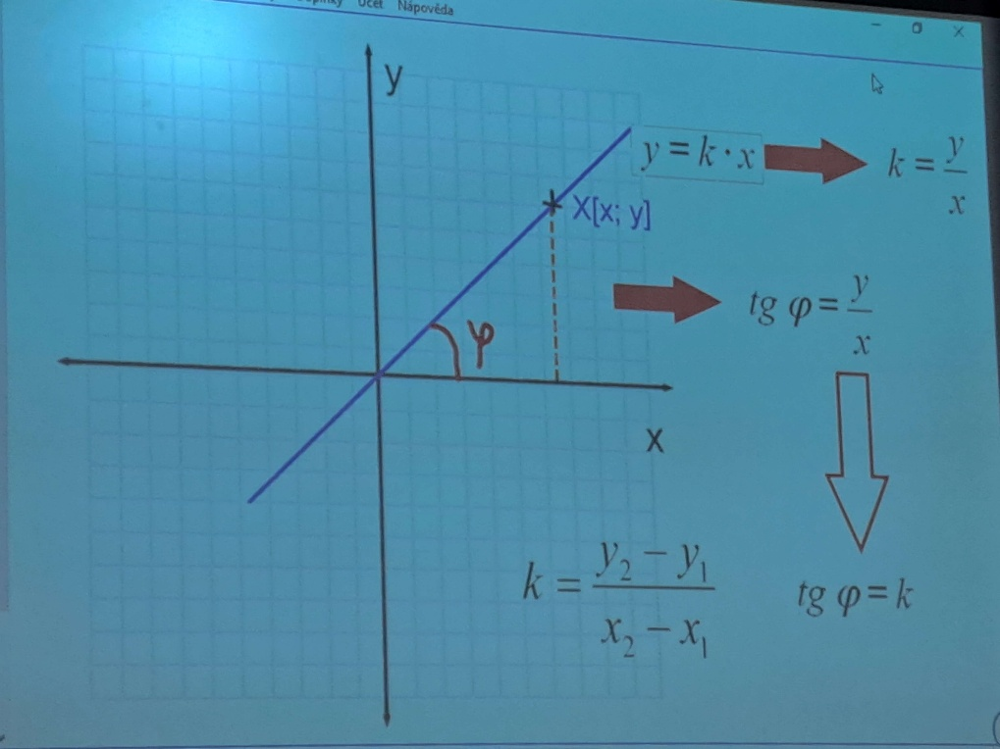 Účet Nápověda
y
y = k · x
k = y/x
X[x; y]
tg φ = y/x
φ
x
k = (y₂ − y₁)/(x₂ − x₁)
tg φ = k